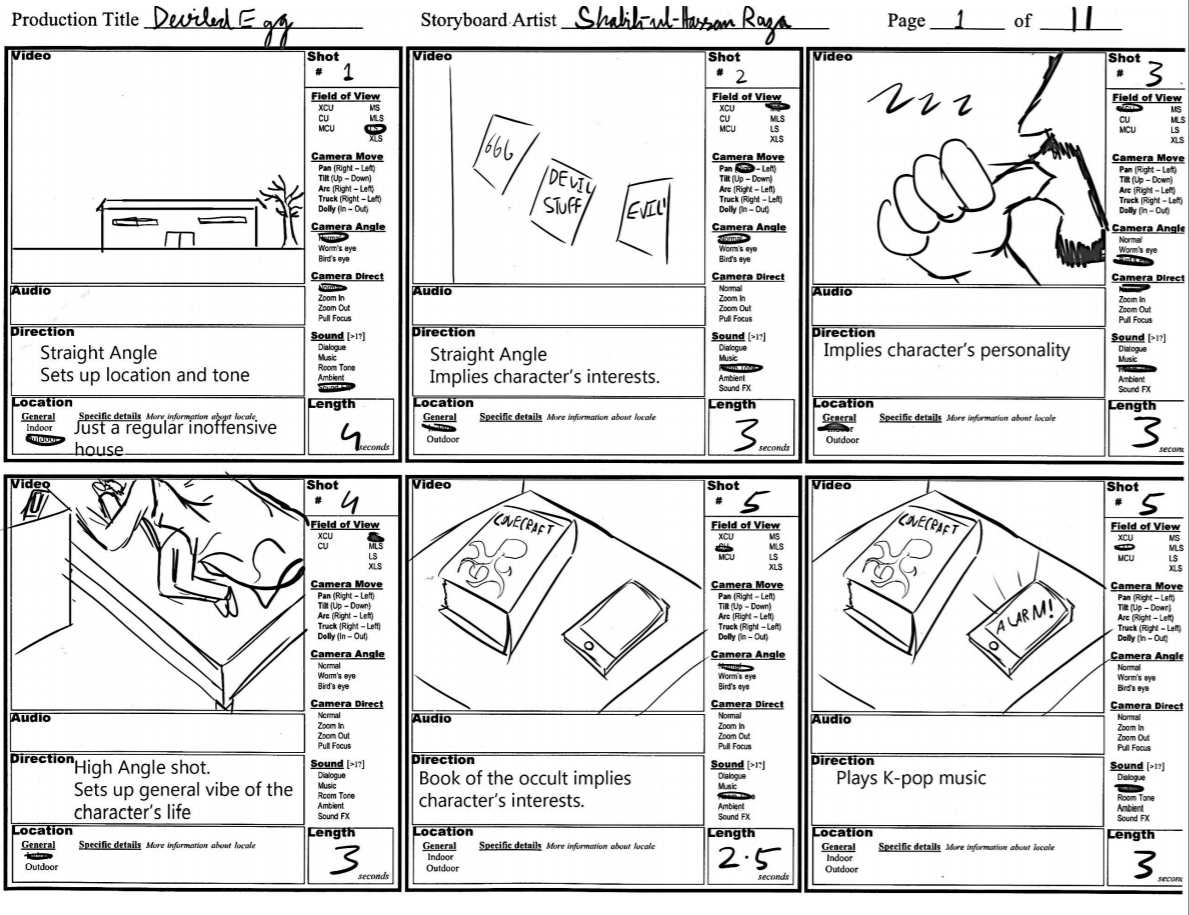 Production Title Deviled Egg Storyboard Artist Shabih-ul-Hassan Raza Page 1 of 11
Video
Shot
# 1
Field of View
XCU MS
CU MLS
MCU LS
XLS
Camera Move
Pan (Right – Left)
Tilt (Up – Down)
Arc (Right – Left)
Truck (Right – Left)
Dolly (In – Out)
Camera Angle
Normal
Worm's eye
Bird's eye
Camera Direct
Normal
Zoom In
Zoom Out
Pull Focus
Audio
Direction
Straight Angle
Sets up location and tone
Sound [>1?]
Dialogue
Music
Room Tone
Ambient
Sound FX
Location
General Specific details More information about locale
Indoor
Outdoor
Just a regular inoffensive
house
Length
4
seconds
Video
666
DEVIL
STUFF
EVIL!
Shot
# 2
Field of View
XCU
CU MLS
MCU LS
XLS
Camera Move
Pan – Left)
Tilt (Up – Down)
Arc (Right – Left)
Truck (Right – Left)
Dolly (In – Out)
Camera Angle
Normal
Worm's eye
Bird's eye
Camera Direct
Normal
Zoom In
Zoom Out
Pull Focus
Audio
Direction
Straight Angle
Implies character's interests.
Sound [>1?]
Dialogue
Music
Room Tone
Ambient
Sound FX
Location
General Specific details More information about locale
Indoor
Outdoor
Length
3
seconds
Video
zzz
Shot
# 3
Field of View
MS
CU MLS
MCU LS
XLS
Camera Move
Pan (Right – Left)
Tilt (Up – Down)
Arc (Right – Left)
Truck (Right – Left)
Dolly (In – Out)
Camera Angle
Normal
Worm's eye
Camera Direct
Zoom In
Zoom Out
Pull Focus
Audio
Direction
Implies character's personality
Sound [>1?]
Dialogue
Music
Ambient
Sound FX
Location
General Specific details More information about locale
Indoor
Outdoor
Length
3
Video
Shot
# 4
Field of View
XCU
CU MLS
LS
XLS
Camera Move
Pan (Right – Left)
Tilt (Up – Down)
Arc (Right – Left)
Truck (Right – Left)
Dolly (In – Out)
Camera Angle
Normal
Worm's eye
Bird's eye
Camera Direct
Normal
Zoom In
Zoom Out
Pull Focus
Audio
Direction
High Angle shot.
Sets up general vibe of the
character's life
Sound [>1?]
Dialogue
Music
Room Tone
Ambient
Sound FX
Location
General Specific details More information about locale
Outdoor
Length
3
seconds
Video
LOVECRAFT
Shot
# 5
Field of View
XCU MS
CU MLS
MCU LS
XLS
Camera Move
Pan (Right – Left)
Tilt (Up – Down)
Arc (Right – Left)
Truck (Right – Left)
Dolly (In – Out)
Camera Angle
Normal
Worm's eye
Bird's eye
Camera Direct
Normal
Zoom In
Zoom Out
Pull Focus
Audio
Direction
Book of the occult implies
character's interests.
Sound [>1?]
Dialogue
Music
Room Tone
Ambient
Sound FX
Location
General Specific details More information about locale
Indoor
Outdoor
Length
2.5
seconds
Video
LOVECRAFT
ALARM!
Shot
# 5
Field of View
XCU MS
MLS
MCU LS
XLS
Camera Move
Pan (Right – Left)
Tilt (Up – Down)
Arc (Right – Left)
Truck (Right – Left)
Dolly (In – Out)
Camera Angle
Normal
Worm's eye
Bird's eye
Camera Direct
Normal
Zoom In
Zoom Out
Pull Focus
Audio
Direction
Plays K-pop music
Sound [>1?]
Dialogue
Room Tone
Ambient
Sound FX
Location
General Specific details More information about locale
Indoor
Outdoor
Length
3